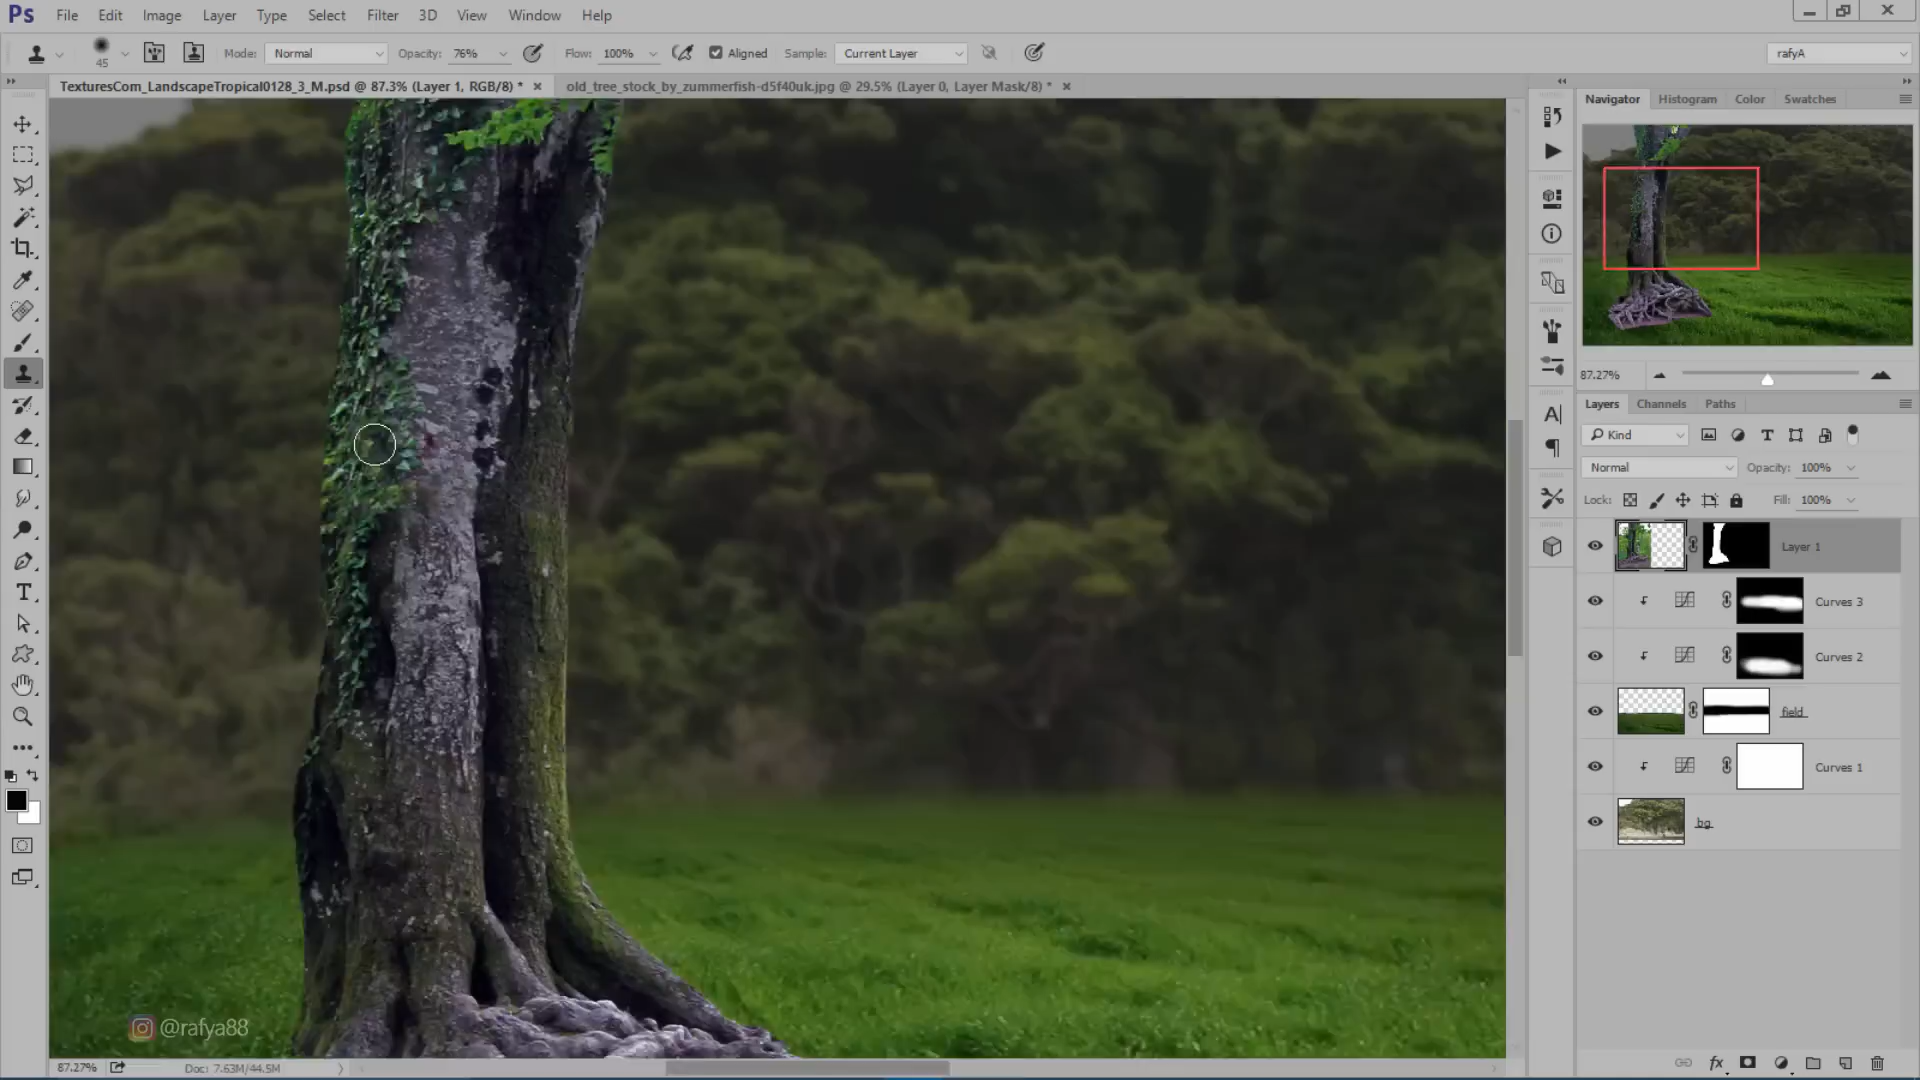 Ps File Edit Image Layer Type Select Filter 3D View Window Help
45 Mode: Normal Opacity: 76% Flow: 100% Aligned Sample: Current Layer rafyA
TexturesCom_LandscapeTropical0128_3_M.psd @ 87.3% (Layer 1, RGB/8) * old_tree_stock_by_zummerfish-d5f40uk.jpg @ 29.5% (Layer 0, Layer Mask/8) *
Navigator Histogram Color Swatches
87.27%
Layers Channels Paths
Kind
Normal Opacity: 100%
Lock: Fill: 100%
Layer 1
Curves 3
Curves 2
field
Curves 1
bg
@rafya88
87.27% Doc: 7.63M/44.5M